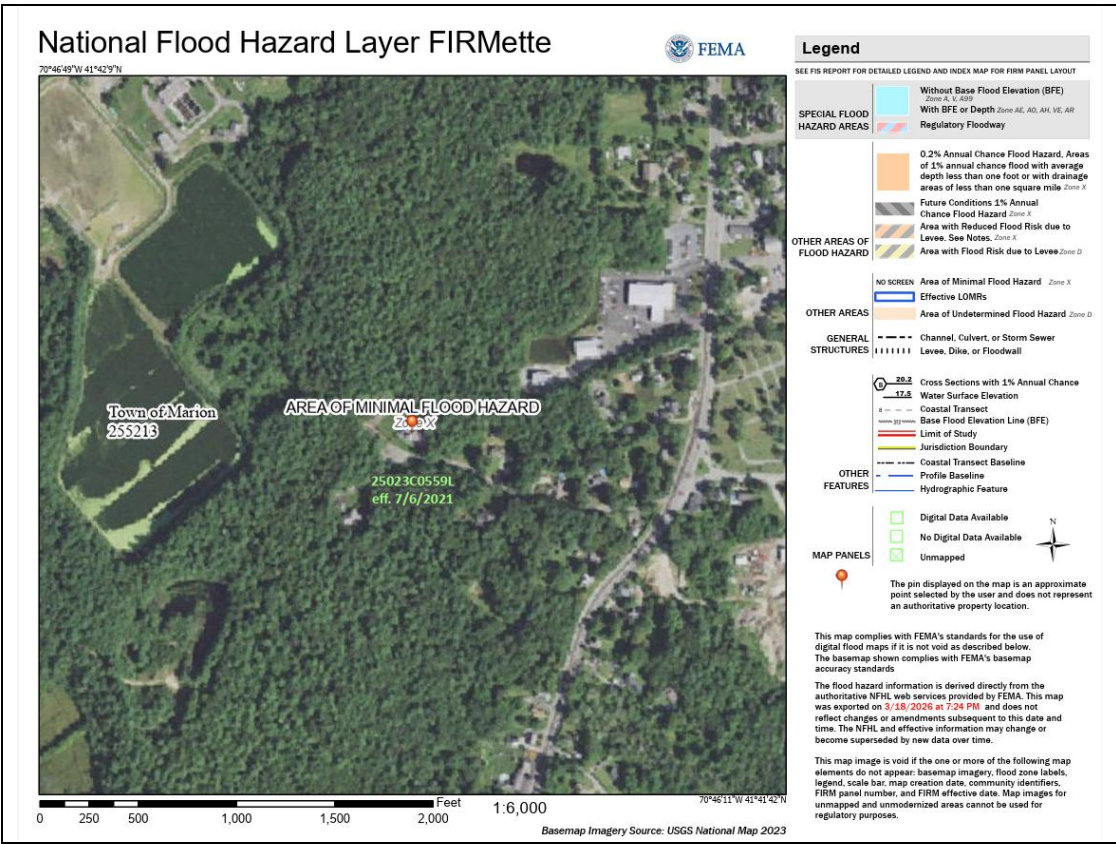 National Flood Hazard Layer FIRMette
FEMA
70°46'49"W 41°42'9"N
Town of Marion
255213
AREA OF MINIMAL FLOOD HAZARD
Zone X
25023C0559L
eff. 7/6/2021
70°46'11"W 41°41'42"N
0 250 500 1,000 1,500 2,000
Feet
1:6,000
Basemap Imagery Source: USGS National Map 2023
Legend
SEE FIS REPORT FOR DETAILED LEGEND AND INDEX MAP FOR FIRM PANEL LAYOUT
SPECIAL FLOOD
HAZARD AREAS
Without Base Flood Elevation (BFE)
Zone A, V, A99
With BFE or Depth Zone AE, AO, AH, VE, AR
Regulatory Floodway
OTHER AREAS OF
FLOOD HAZARD
0.2% Annual Chance Flood Hazard, Areas
of 1% annual chance flood with average
depth less than one foot or with drainage
areas of less than one square mile Zone X
Future Conditions 1% Annual
Chance Flood Hazard Zone X
Area with Reduced Flood Risk due to
Levee. See Notes. Zone X
Area with Flood Risk due to Levee Zone D
OTHER AREAS
NO SCREEN Area of Minimal Flood Hazard Zone X
Effective LOMRs
Area of Undetermined Flood Hazard Zone D
GENERAL
STRUCTURES
Channel, Culvert, or Storm Sewer
Levee, Dike, or Floodwall
OTHER
FEATURES
B 20.2 Cross Sections with 1% Annual Chance
17.5 Water Surface Elevation
8 Coastal Transect
513 Base Flood Elevation Line (BFE)
Limit of Study
Jurisdiction Boundary
Coastal Transect Baseline
Profile Baseline
Hydrographic Feature
MAP PANELS
Digital Data Available
No Digital Data Available
Unmapped
N
The pin displayed on the map is an approximate
point selected by the user and does not represent
an authoritative property location.
This map complies with FEMA's standards for the use of
digital flood maps if it is not void as described below.
The basemap shown complies with FEMA's basemap
accuracy standards
The flood hazard information is derived directly from the
authoritative NFHL web services provided by FEMA. This map
was exported on 3/18/2026 at 7:24 PM and does not
reflect changes or amendments subsequent to this date and
time. The NFHL and effective information may change or
become superseded by new data over time.
This map image is void if the one or more of the following map
elements do not appear: basemap imagery, flood zone labels,
legend, scale bar, map creation date, community identifiers,
FIRM panel number, and FIRM effective date. Map images for
unmapped and unmodernized areas cannot be used for
regulatory purposes.